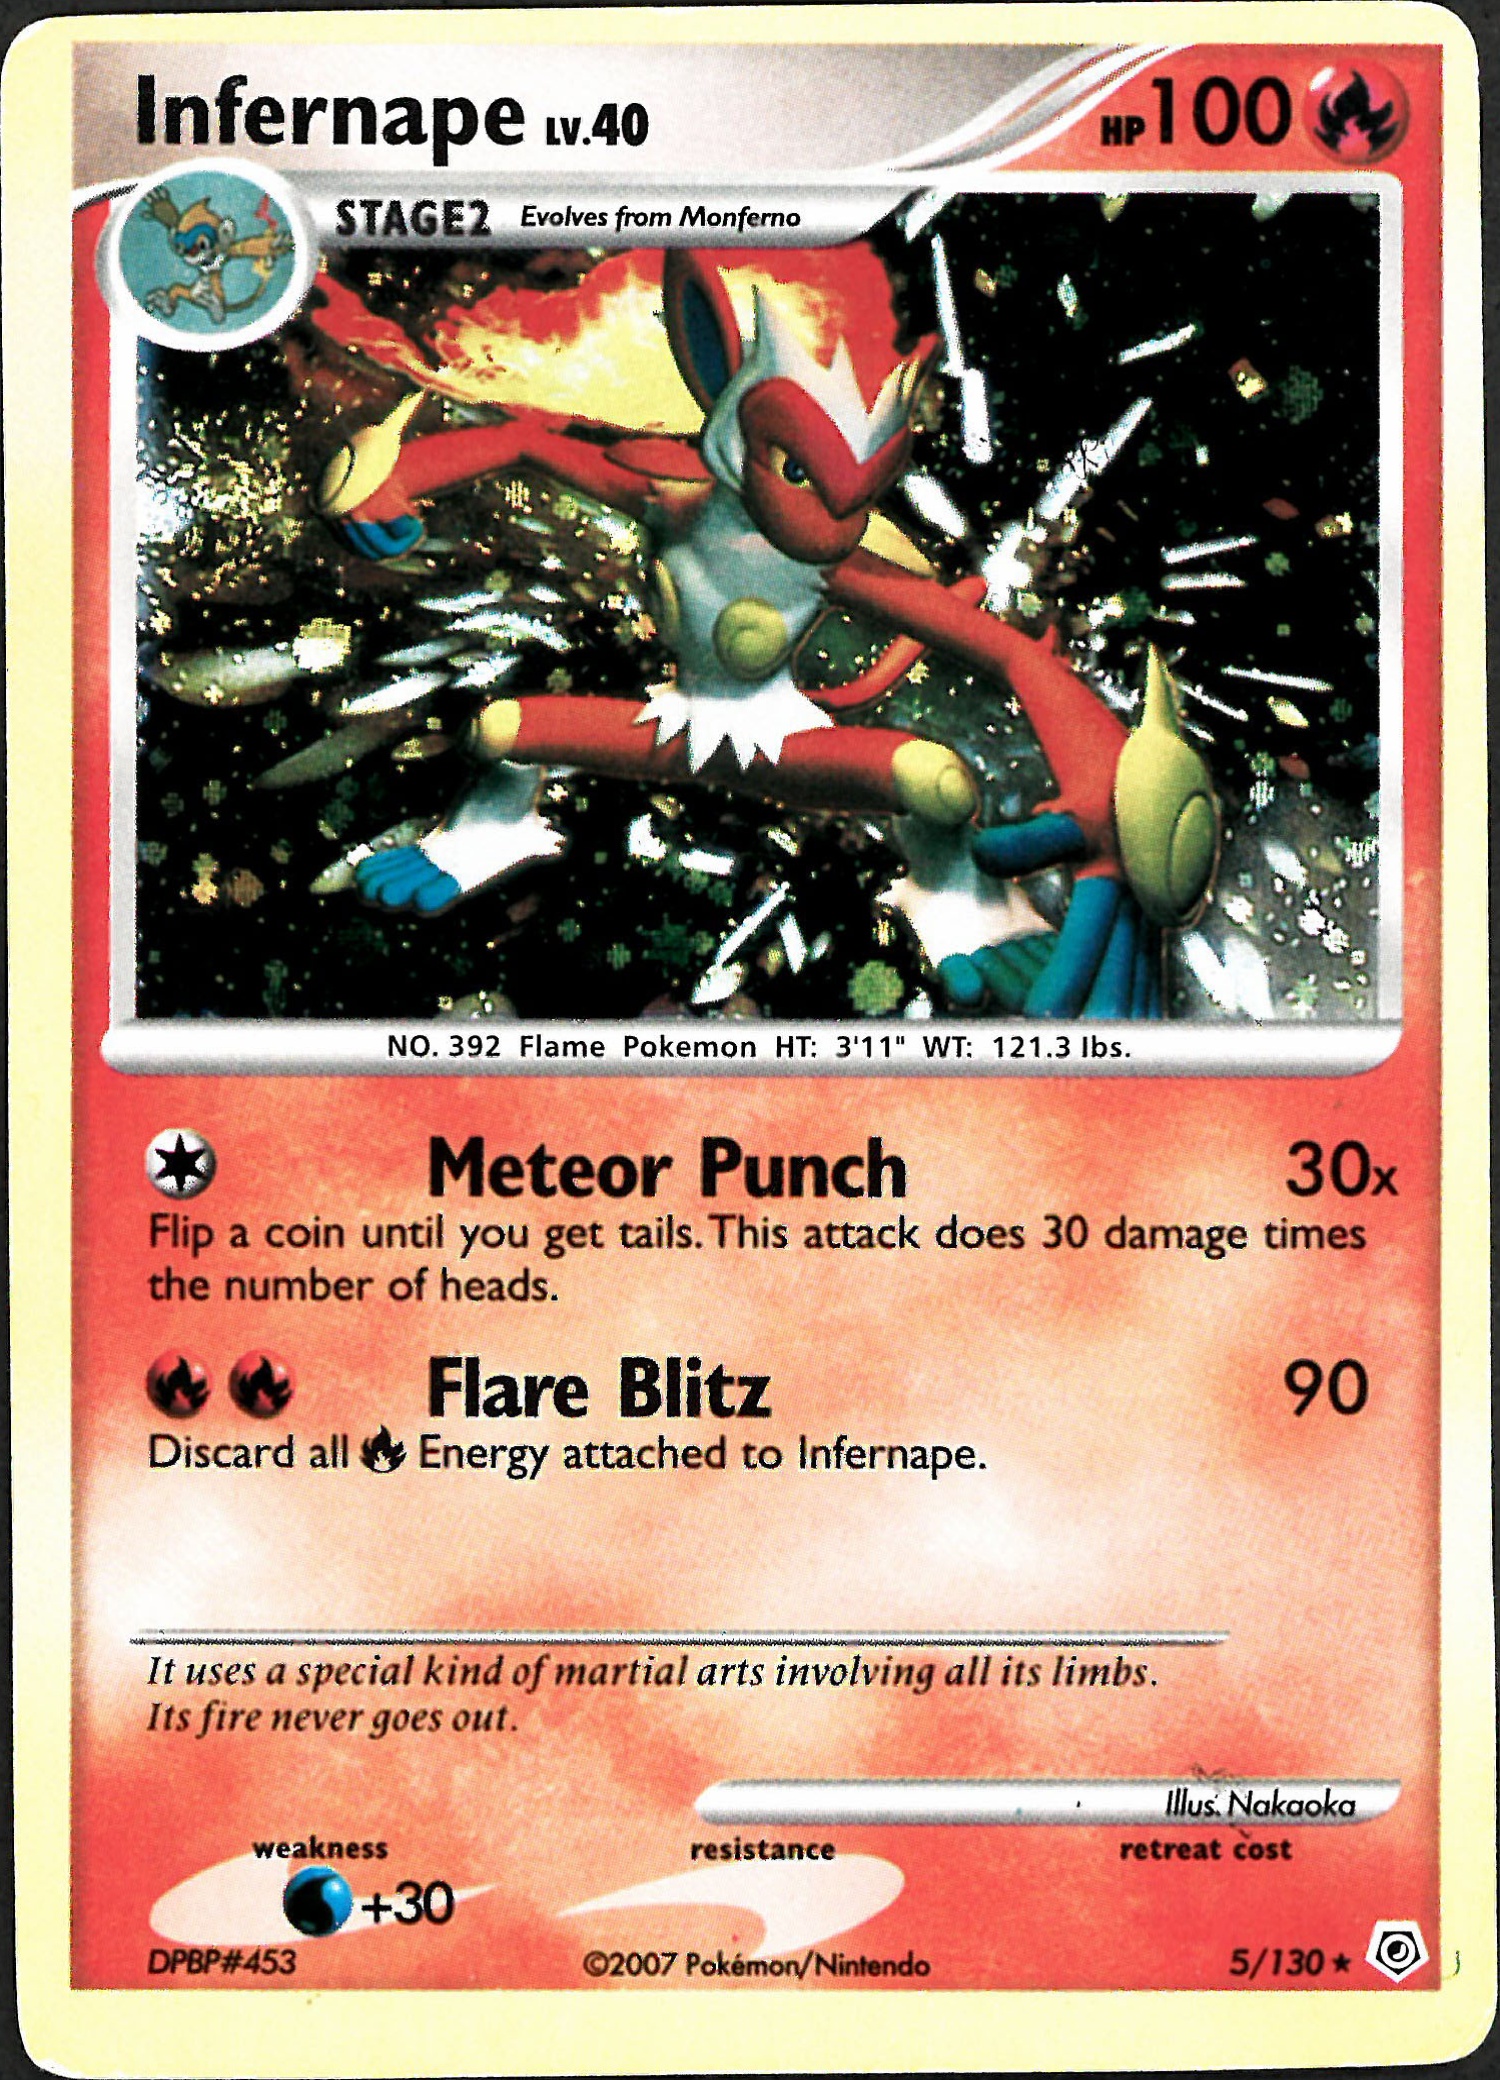 Infernape LV.40
HP 100
STAGE2 Evolves from Monferno
NO. 392 Flame Pokemon HT: 3'11" WT: 121.3 lbs.
Meteor Punch 30x
Flip a coin until you get tails. This attack does 30 damage times
the number of heads.
Flare Blitz 90
Discard all Energy attached to Infernape.
It uses a special kind of martial arts involving all its limbs.
Its fire never goes out.
Illus. Nakaoka
weakness resistance retreat cost
+30
DPBP#453 ©2007 Pokémon/Nintendo 5/130 ★